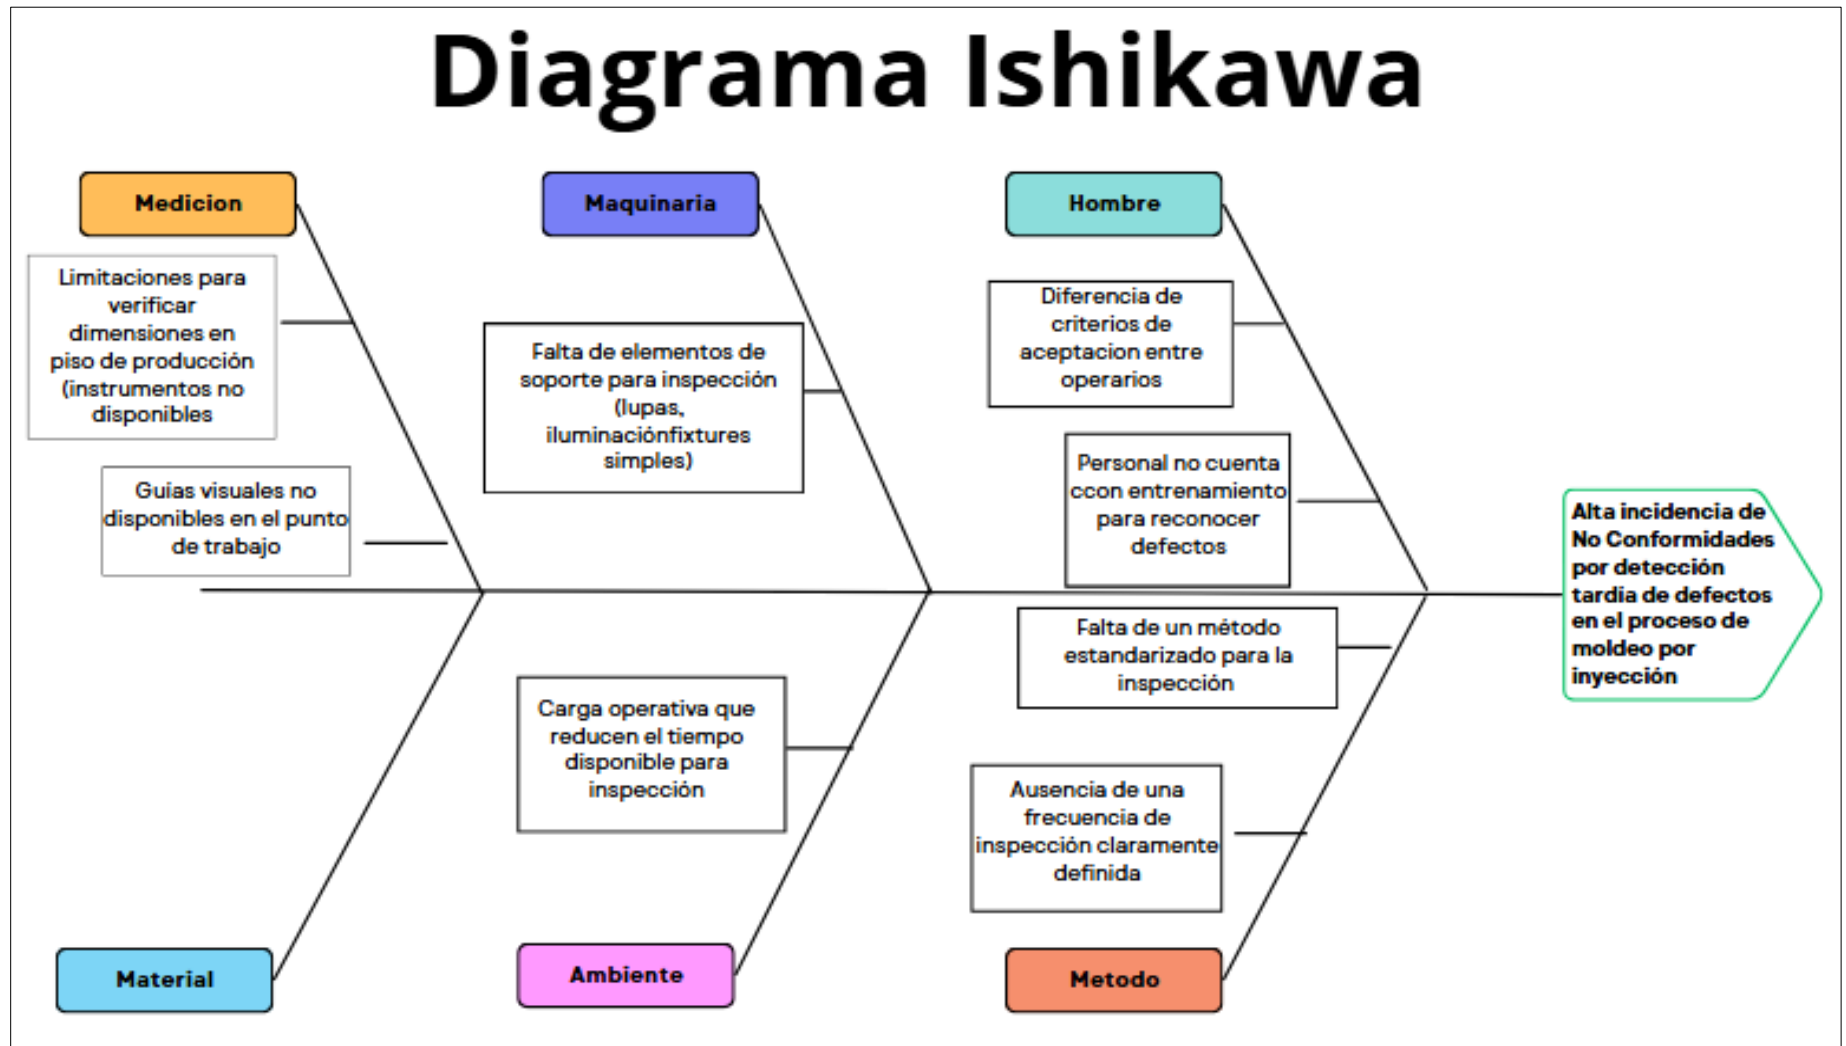 Diagrama Ishikawa
Medicion
Maquinaria
Hombre
Limitaciones para
verificar
dimensiones en
piso de producción
(instrumentos no
disponibles
Guías visuales no
disponibles en el punto
de trabajo
Falta de elementos de
soporte para inspección
(lupas,
iluminaciónfixtures
simples)
Diferencia de
criterios de
aceptacion entre
operarios
Personal no cuenta
ccon entrenamiento
para reconocer
defectos
Alta incidencia de
No Conformidades
por detección
tardía de defectos
en el proceso de
moldeo por
inyección
Carga operativa que
reducen el tiempo
disponible para
inspección
Falta de un método
estandarizado para la
inspección
Ausencia de una
frecuencia de
inspección claramente
definida
Material
Ambiente
Metodo